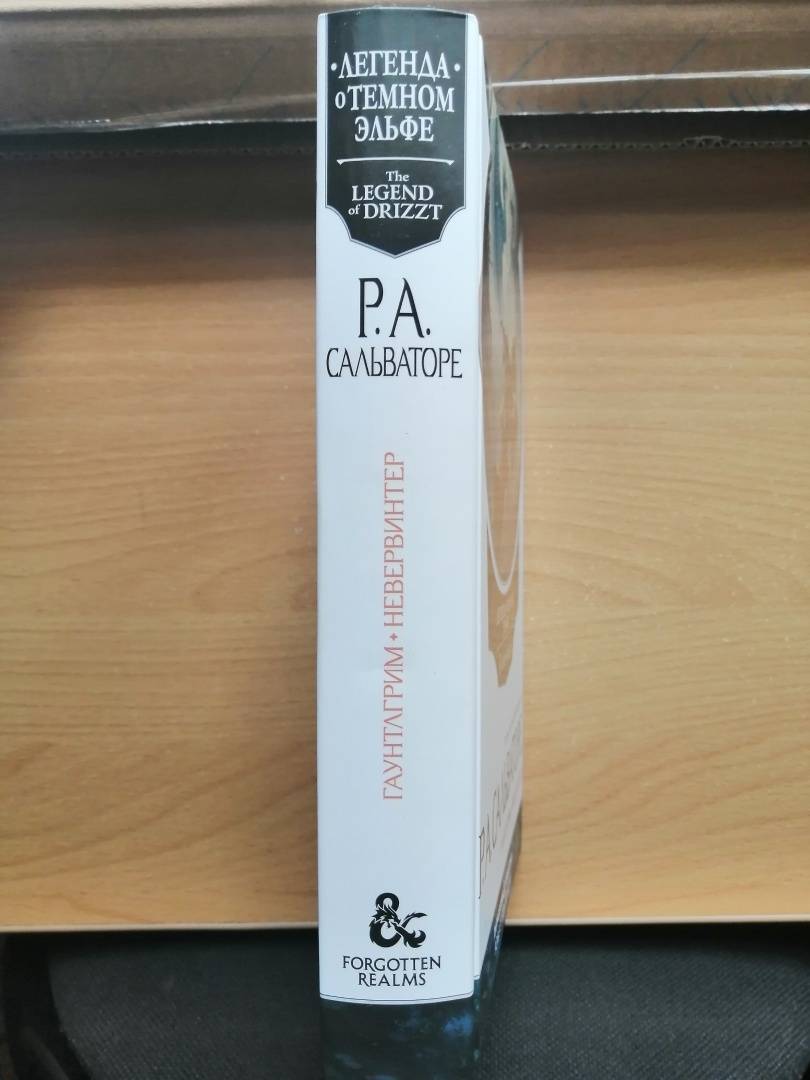 ·ЛЕГЕНДА·
о ТЕМНОМ
ЭЛЬФЕ
The
LEGEND
of DRIZZT
Р. А.
САЛЬВАТОРЕ
ГАУНТЛГРИМ • НЕВЕРВИНТЕР
&
FORGOTTEN
REALMS